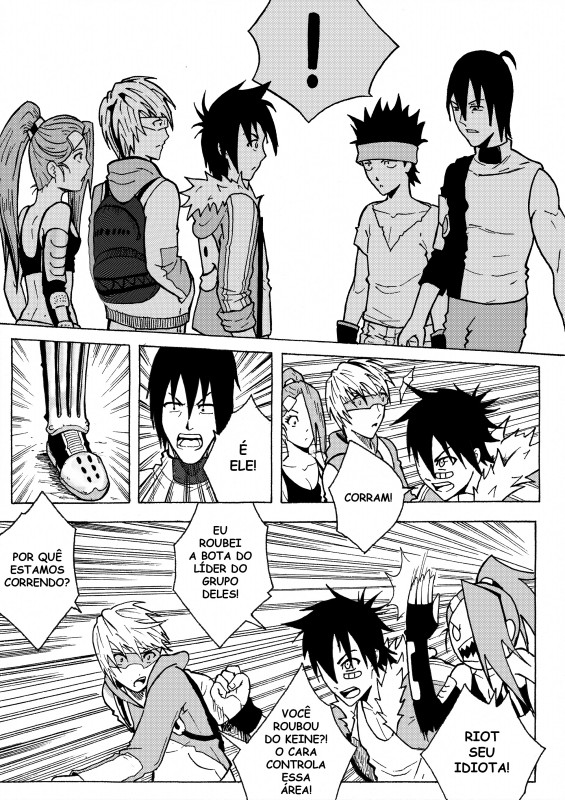 !
É
ELE!
CORRAM!
POR QUÊ
ESTAMOS
CORRENDO?
EU
ROUBEI
A BOTA DO
LÍDER DO
GRUPO
DELES!
VOCÊ
ROUBOU
DO KEINE?!
O CARA
CONTROLA
ESSA
ÁREA!
RIOT
SEU
IDIOTA!